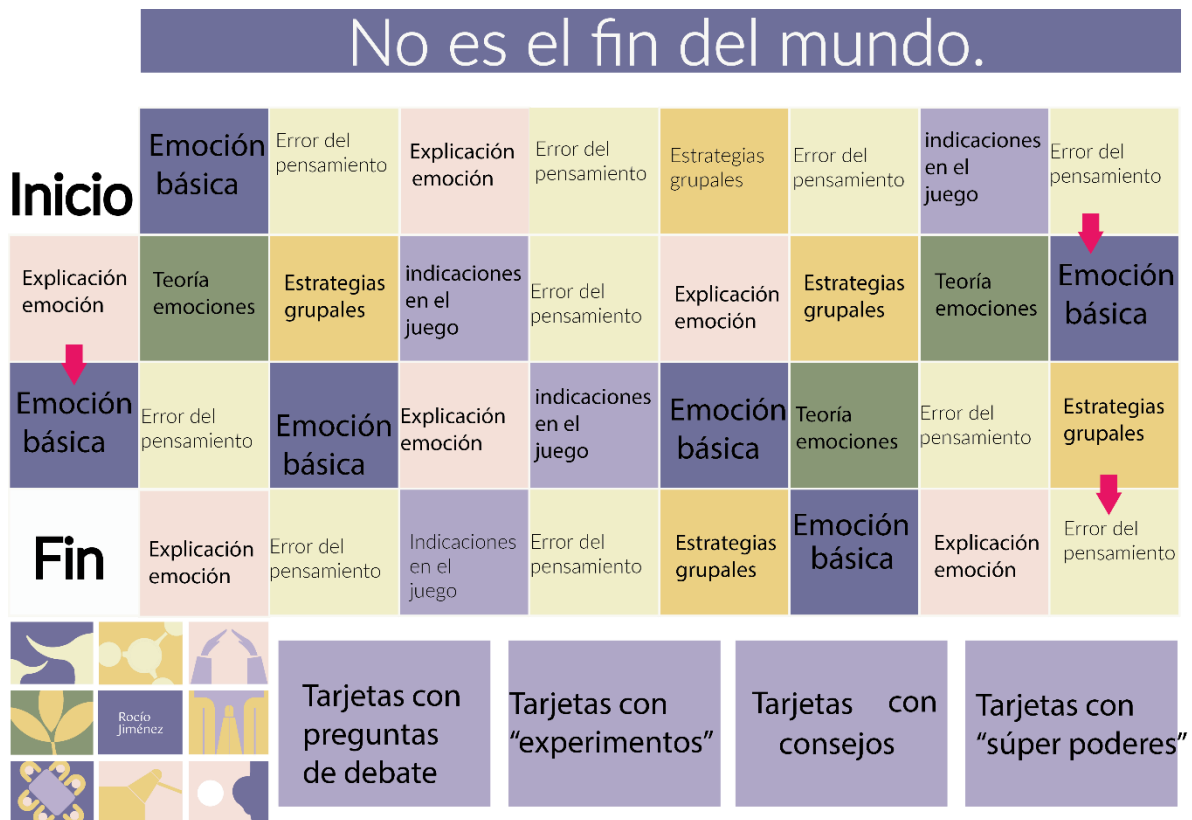 No es el fin del mundo.
Inicio
Emoción
básica
Error del
pensamiento
Explicación
emoción
Error del
pensamiento
Estrategias
grupales
Error del
pensamiento
indicaciones
en el
juego
Error del
pensamiento
Explicación
emoción
Teoría
emociones
Estrategias
grupales
indicaciones
en el
juego
Error del
pensamiento
Explicación
emoción
Estrategias
grupales
Teoría
emociones
Emoción
básica
Emoción
básica
Error del
pensamiento
Emoción
básica
Explicación
emoción
indicaciones
en el
juego
Emoción
básica
Teoría
emociones
Error del
pensamiento
Estrategias
grupales
Fin
Explicación
emoción
Error del
pensamiento
Indicaciones
en el
juego
Error del
pensamiento
Estrategias
grupales
Emoción
básica
Explicación
emoción
Error del
pensamiento
Rocío
Jiménez
Tarjetas con
preguntas
de debate
Tarjetas con
“experimentos”
Tarjetas con
consejos
Tarjetas con
“súper poderes”